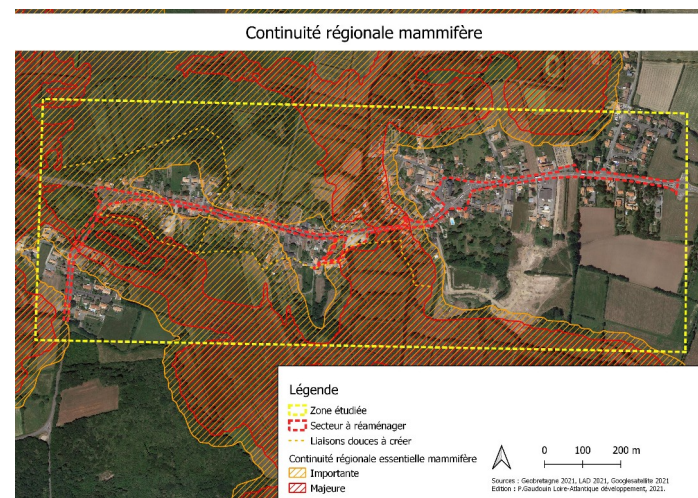 Continuité régionale mammifère
Légende
Zone étudiée
Secteur à réaménager
Liaisons douces à créer
Continuité régionale essentielle mammifère
Importante
Majeure
0 100 200 m
Sources : Geobretagne 2021, LAD 2021, Googlesatellite 2021
Edition : P.Gaudouin Loire-Atlantique développement, 2021.